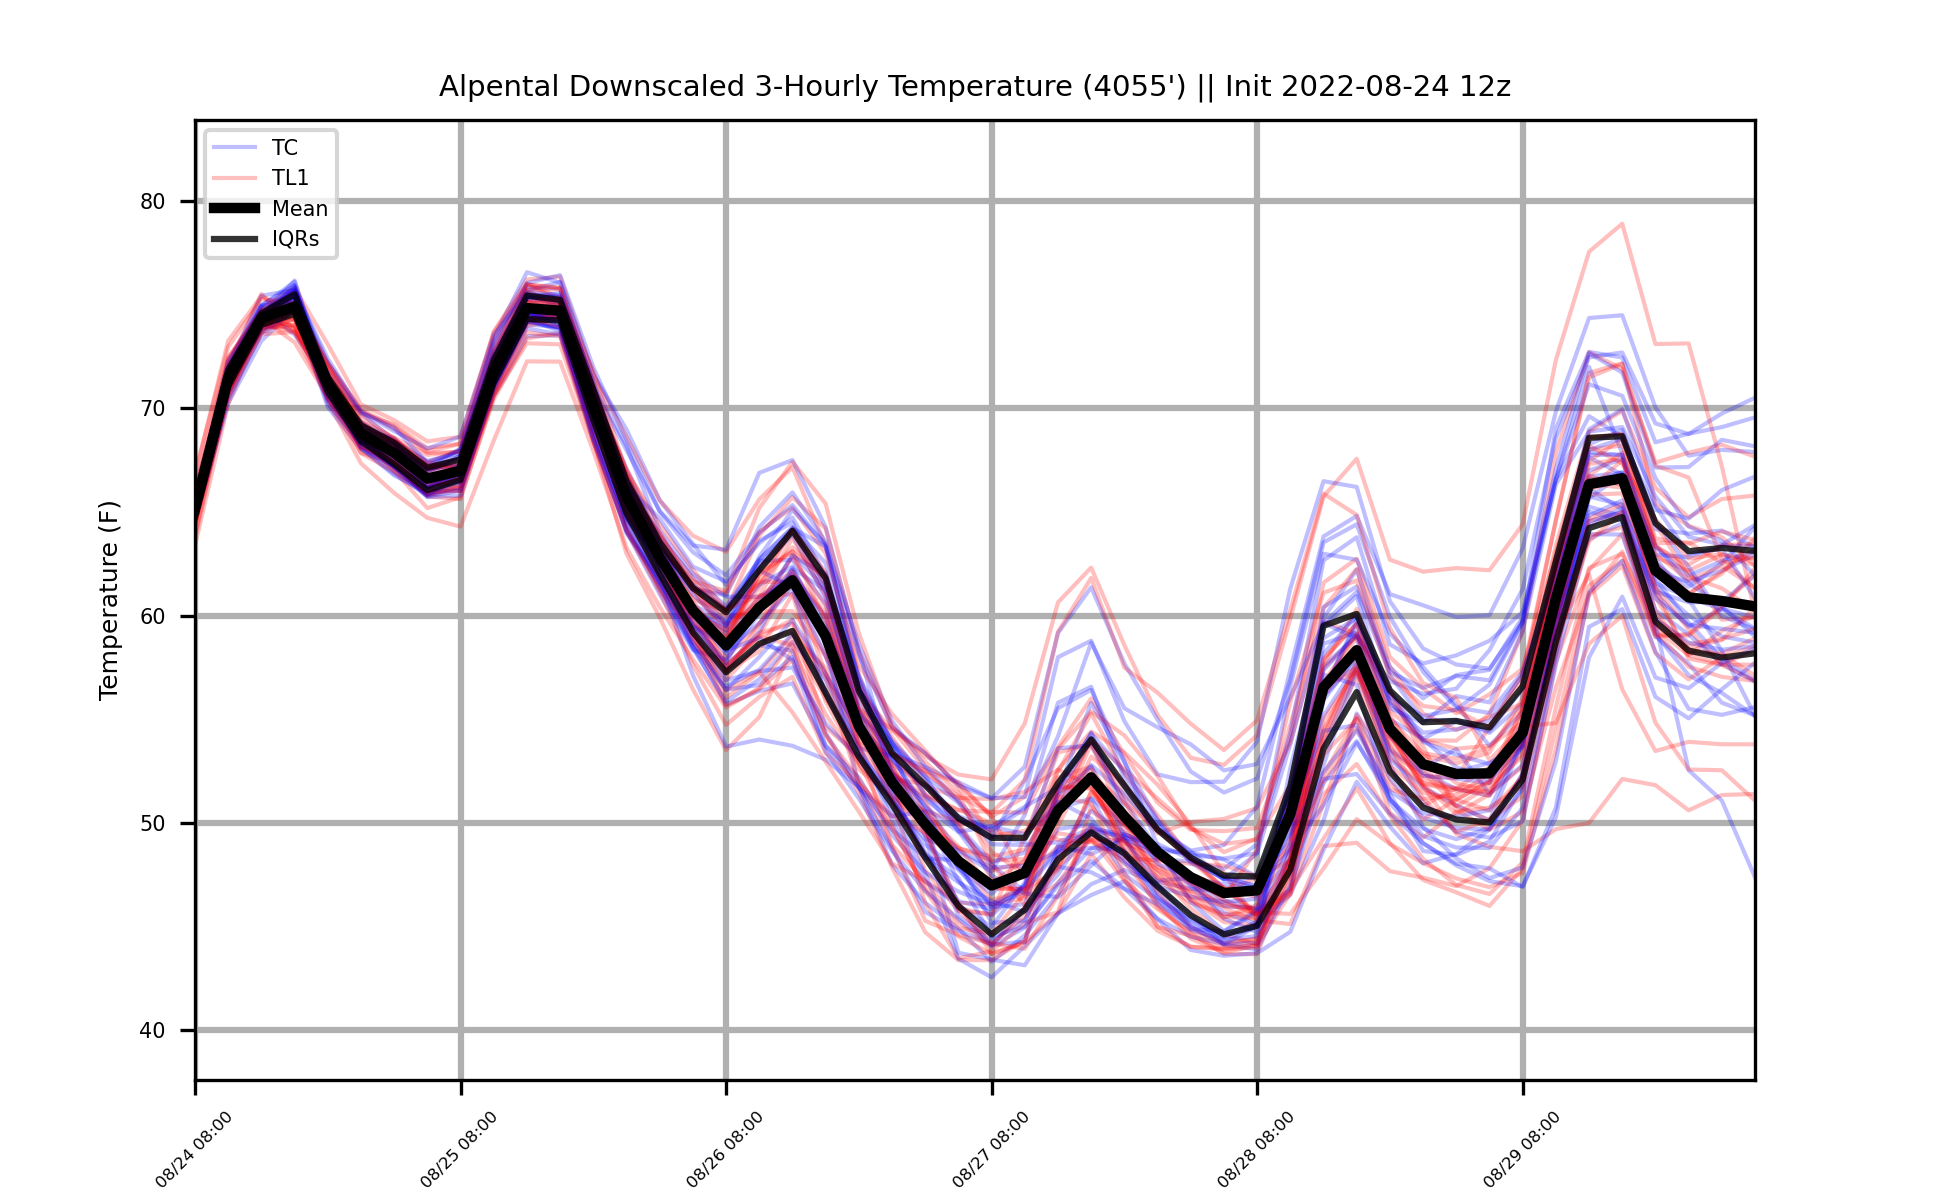 Alpental Downscaled 3-Hourly Temperature (4055') || Init 2022-08-24 12z
TC
TL1
Mean
IQRs
Temperature (F)
80
70
60
50
40
08/24 08:00
08/25 08:00
08/26 08:00
08/27 08:00
08/28 08:00
08/29 08:00